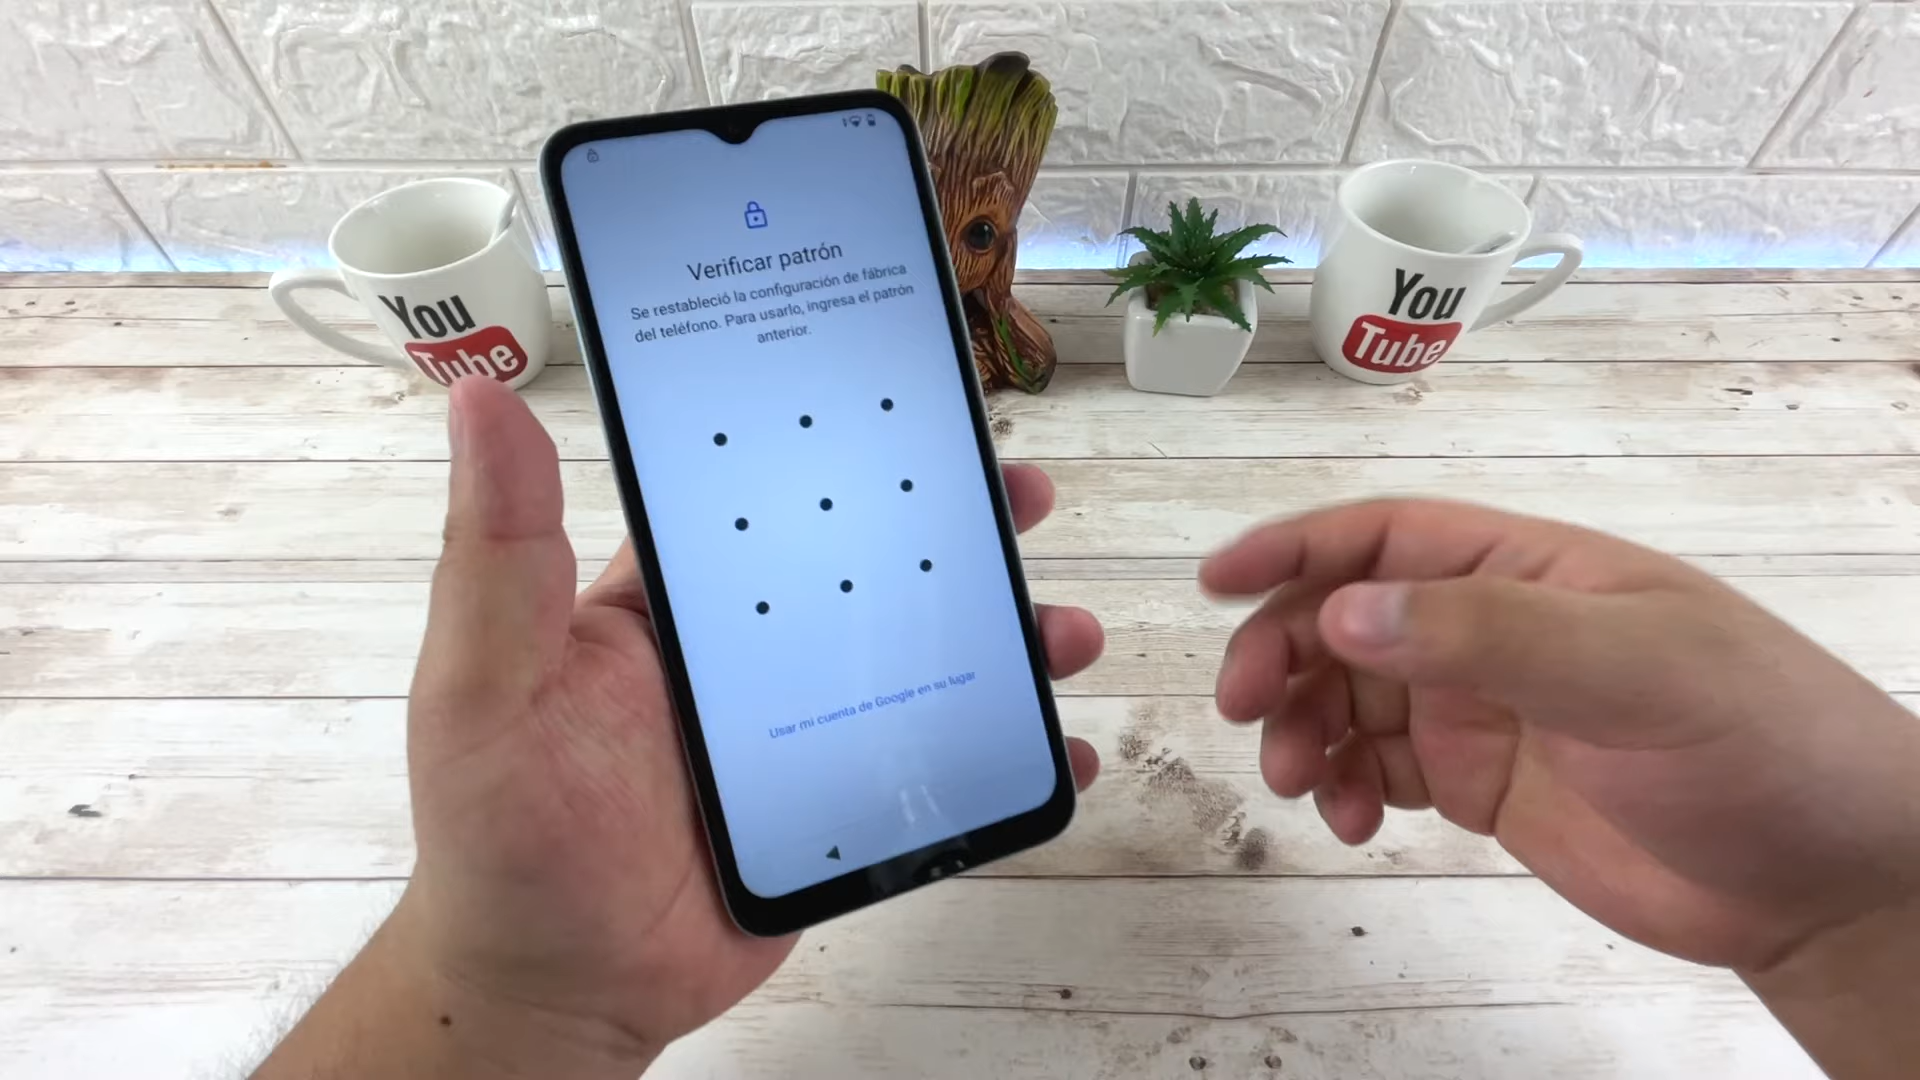 Verificar patrón
Se restableció la configuración de fábrica
del teléfono. Para usarlo, ingresa el patrón
anterior.
Usar mi cuenta de Google en su lugar
You
Tube
You
Tube